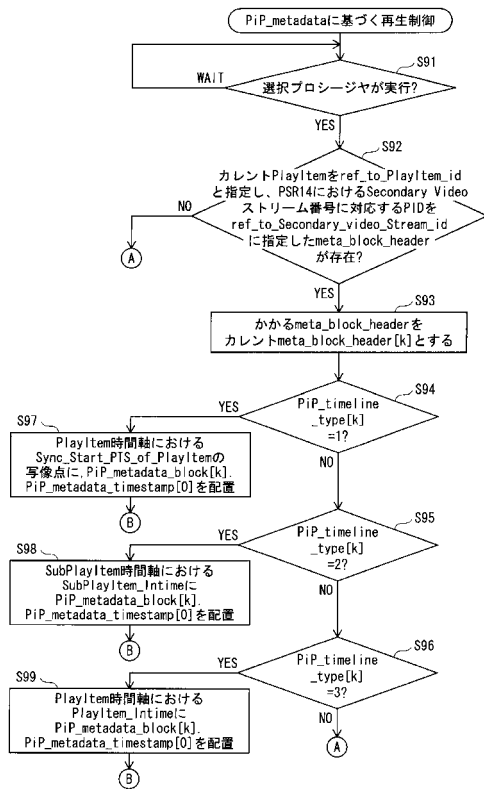 PiP_metadataに基づく再生制御
S91
選択プロシージャが実行?
WAIT
YES
S92
カレントPlayItemをref_to_PlayItem_id
と指定し、PSR14におけるSecondary Video
ストリーム番号に対応するPIDを
ref_to_Secondary_video_Stream_id
に指定したmeta_block_header
が存在?
NO
A
YES
S93
かかるmeta_block_headerを
カレントmeta_block_header[k]とする
S94
PiP_timeline
_type[k]
=1?
YES
NO
S97
PlayItem時間軸における
Sync_Start_PTS_of_PlayItemの
写像点に,PiP_metadata_block[k].
PiP_metadata_timestamp[0]を配置
B
S95
PiP_timeline
_type[k]
=2?
YES
NO
S98
SubPlayItem時間軸における
SubPlayItem_Intimeに
PiP_metadata_block[k].
PiP_metadata_timestamp[0]を配置
B
S96
PiP_timeline
_type[k]
=3?
YES
NO
A
S99
PlayItem時間軸における
PlayItem_Intimeに
PiP_metadata_block[k].
PiP_metadata_timestamp[0]を配置
B